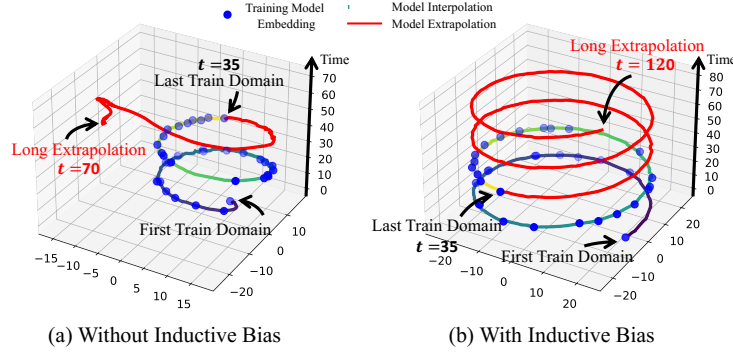 Training Model Embedding
Model Interpolation
Model Extrapolation
t=35
Last Train Domain
Time
70
60
50
40
30
20
10
0
Long Extrapolation
t=70
First Train Domain
−15
−10
−5
0
5
10
15
−20
−10
0
10
(a) Without Inductive Bias
Long Extrapolation
t = 120
Time
80
70
60
50
40
30
20
10
0
Last Train Domain
t=35
First Train Domain
−20
−10
0
10
20
−20
−10
0
10
20
(b) With Inductive Bias